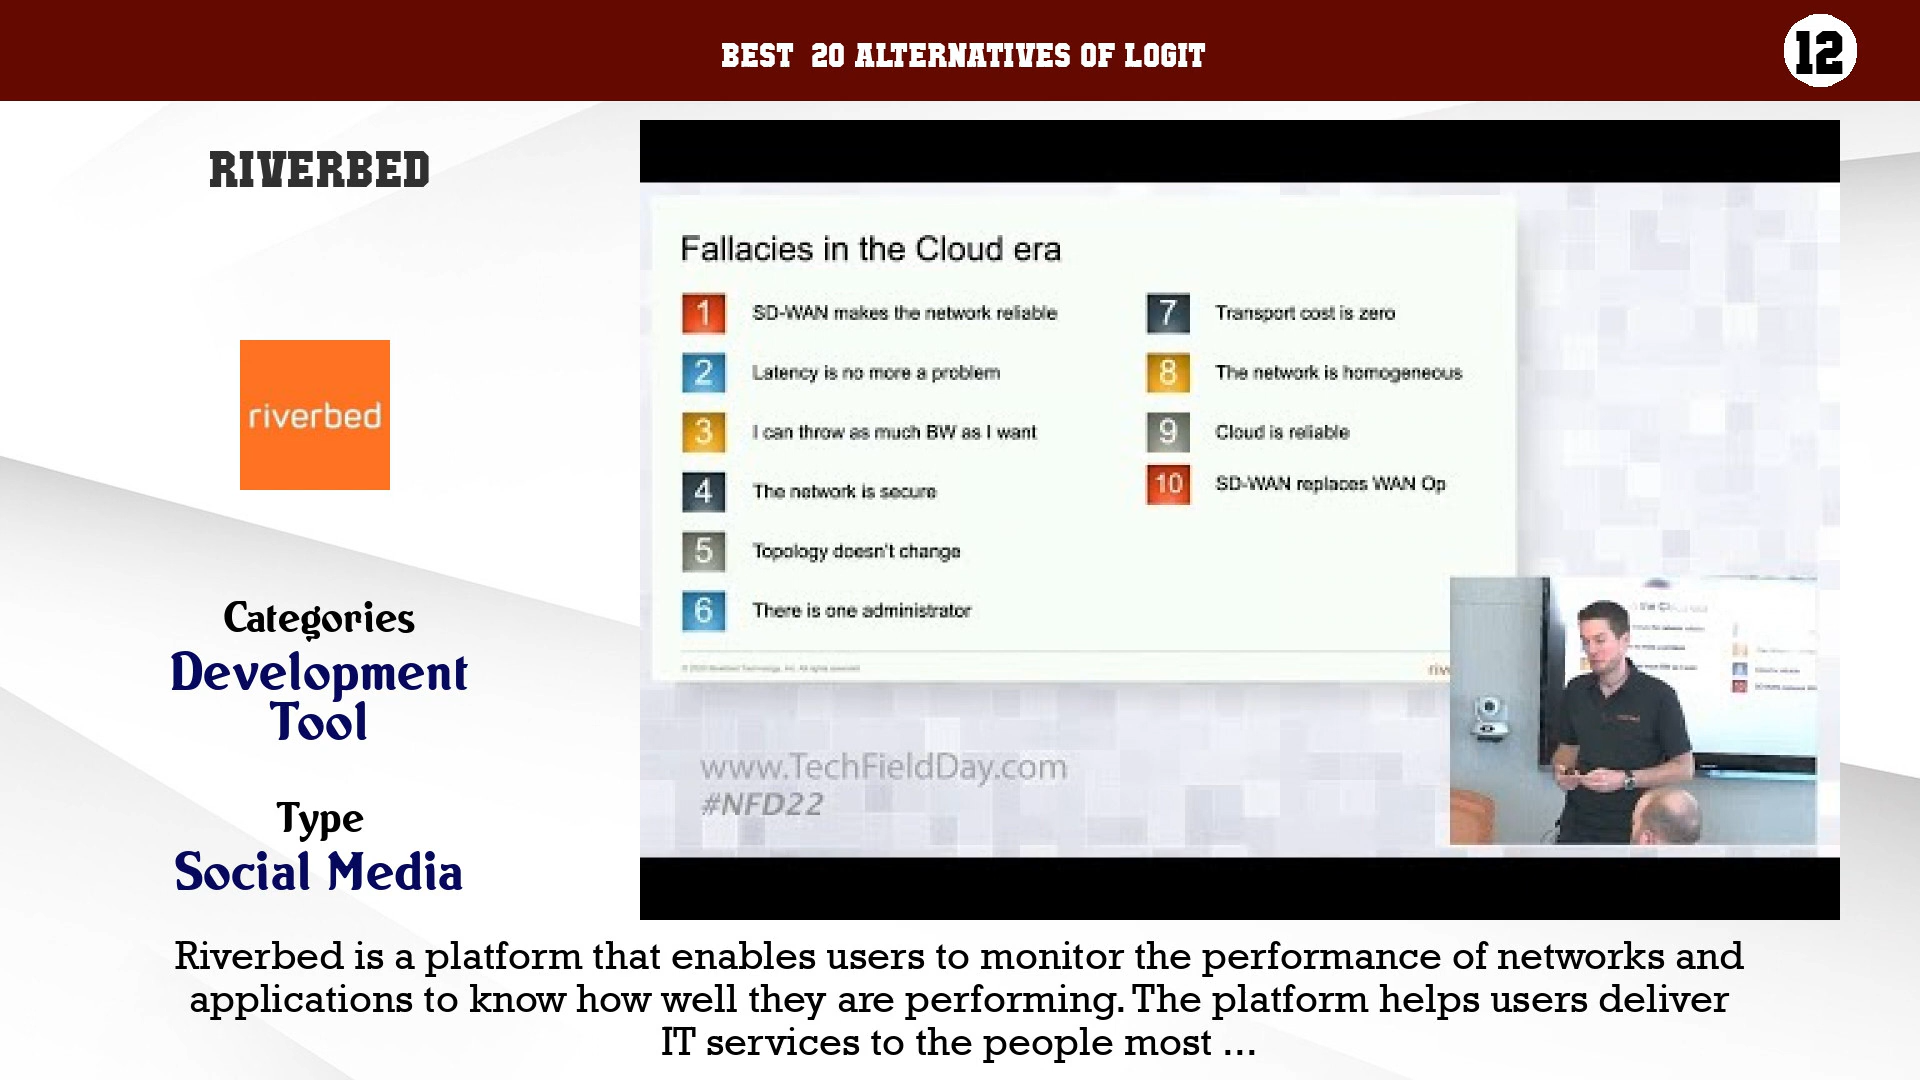 BEST 20 ALTERNATIVES OF LOGIT
12
RIVERBED
riverbed
Categories
Development
Tool
Type
Social Media
Fallacies in the Cloud era
1 SD-WAN makes the network reliable
2 Latency is no more a problem
3 I can throw as much BW as I want
4 The network is secure
5 Topology doesn't change
6 There is one administrator
7 Transport cost is zero
8 The network is homogeneous
9 Cloud is reliable
10 SD-WAN replaces WAN Op
www.TechFieldDay.com
#NFD22
Riverbed is a platform that enables users to monitor the performance of networks and
applications to know how well they are performing. The platform helps users deliver
IT services to the people most ...